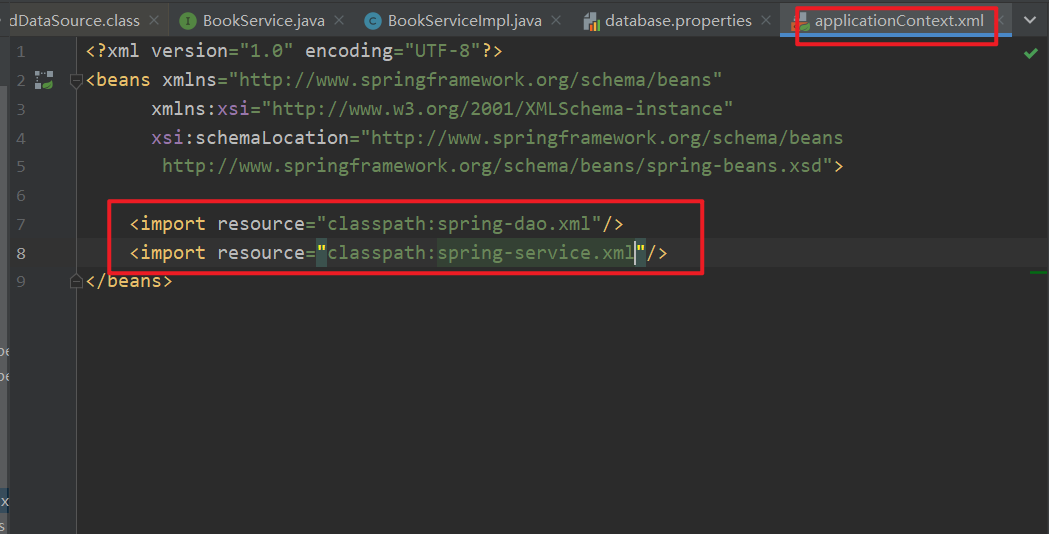 dDataSource.class BookService.java BookServiceImpl.java database.properties applicationContext.xml
1 <?xml version="1.0" encoding="UTF-8"?>
2 <beans xmlns="http://www.springframework.org/schema/beans"
3 xmlns:xsi="http://www.w3.org/2001/XMLSchema-instance"
4 xsi:schemaLocation="http://www.springframework.org/schema/beans
5 http://www.springframework.org/schema/beans/spring-beans.xsd">
6
7 <import resource="classpath:spring-dao.xml"/>
8 <import resource="classpath:spring-service.xml"/>
9 </beans>